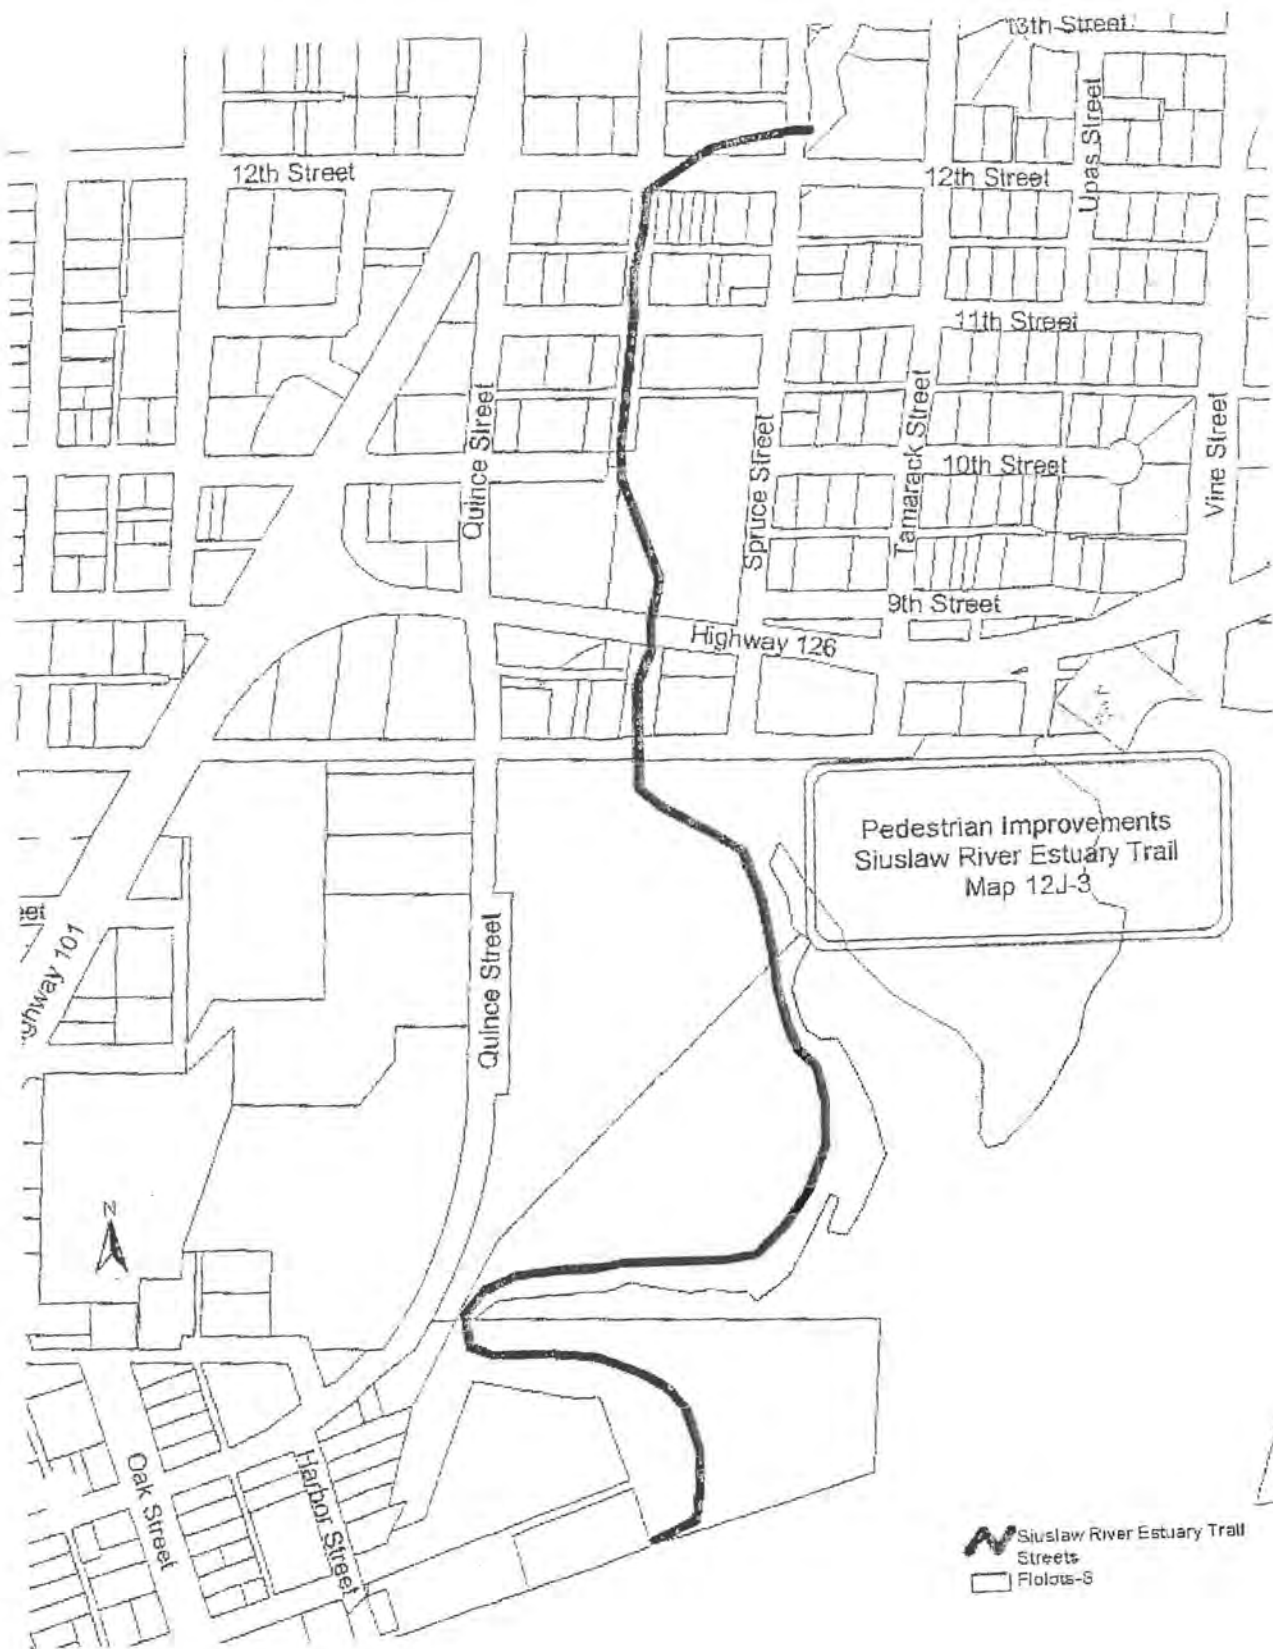 13th Street
Upas Street
12th Street
12th Street
11th Street
Quince Street
Spruce Street
Tamarack Street
10th Street
Vine Street
9th Street
Highway 126
Pedestrian Improvements
Siuslaw River Estuary Trail
Map 12J-3
Quince Street
N
Oak Street
Harbor Street
Siuslaw River Estuary Trail
Streets